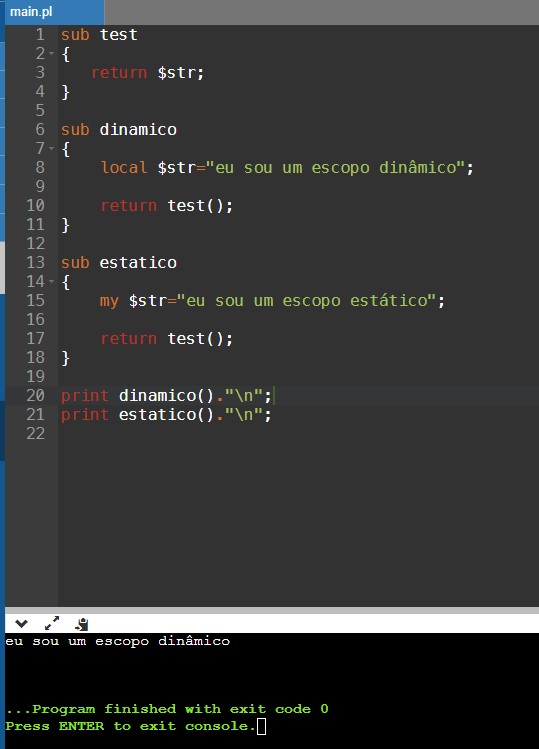 main.pl
1 sub test
2 {
3    return $str;
4 }
5
6 sub dinamico
7 {
8     local $str="eu sou um escopo dinâmico";
9
10     return test();
11 }
12
13 sub estatico
14 {
15     my $str="eu sou um escopo estático";
16
17     return test();
18 }
19
20 print dinamico()."\n";
21 print estatico()."\n";
22
eu sou um escopo dinâmico
...Program finished with exit code 0
Press ENTER to exit console.